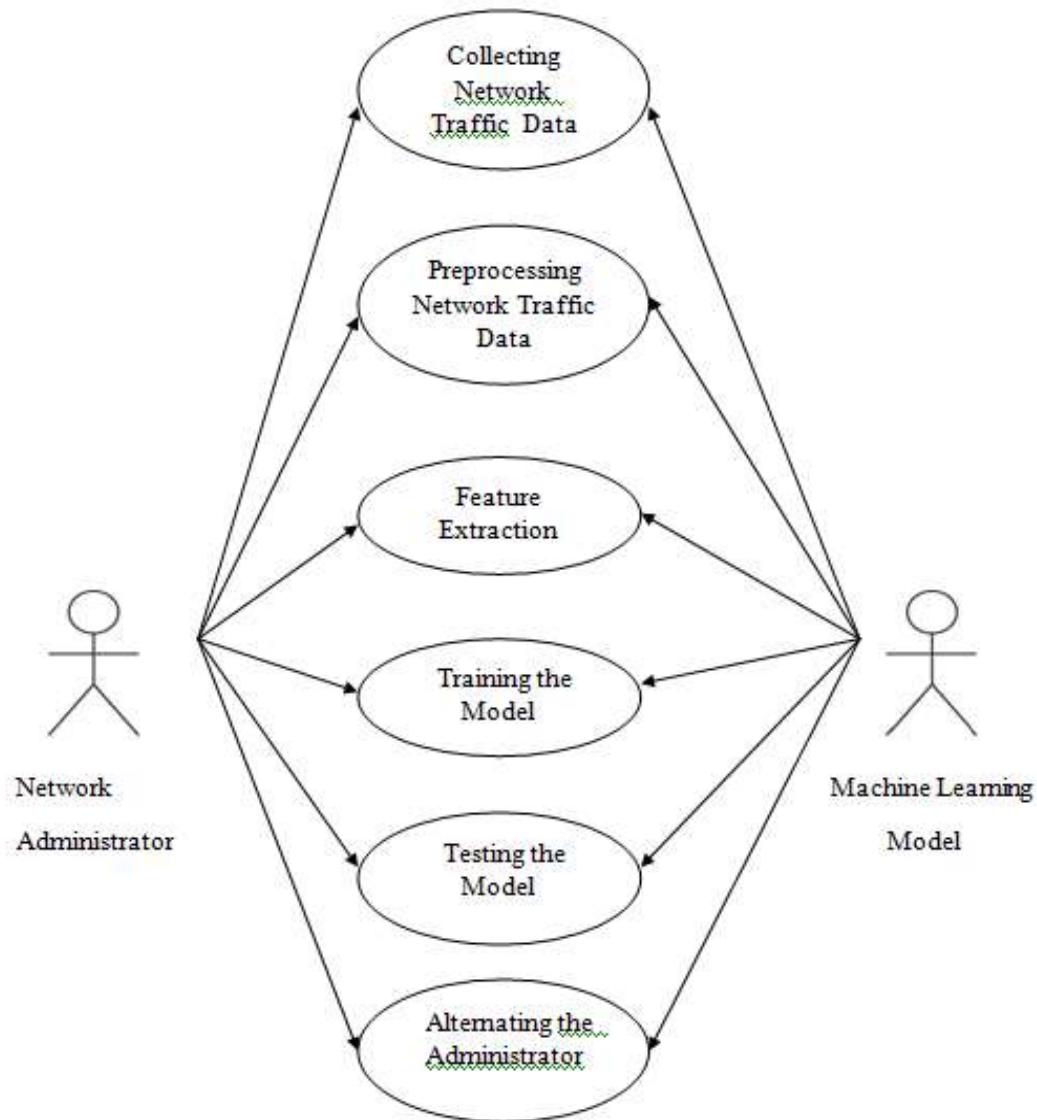 Collecting
Network
Traffic Data
Preprocessing
Network Traffic
Data
Feature
Extraction
Training the
Model
Network
Administrator
Machine Learning
Model
Testing the
Model
Alternating the
Administrator